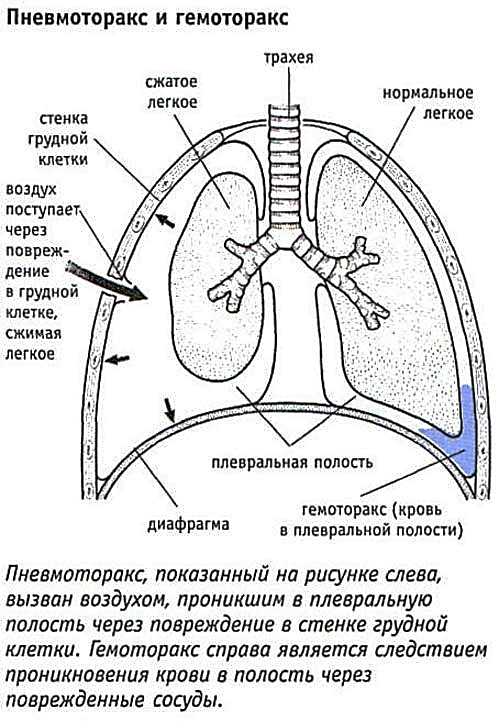 Пневмоторакс и гемоторакс
трахея
сжатое
легкое
нормальное
легкое
стенка
грудной
клетки
воздух
поступает
через
повреж-
дение
в грудной
клетке,
сжимая
легкое
плевральная полость
диафрагма
гемоторакс (кровь
в плевральной полости)
Пневмоторакс, показанный на рисунке слева,
вызван воздухом, проникшим в плевральную
полость через повреждение в стенке грудной
клетки. Гемоторакс справа является следствием
проникновения крови в полость через
поврежденные сосуды.